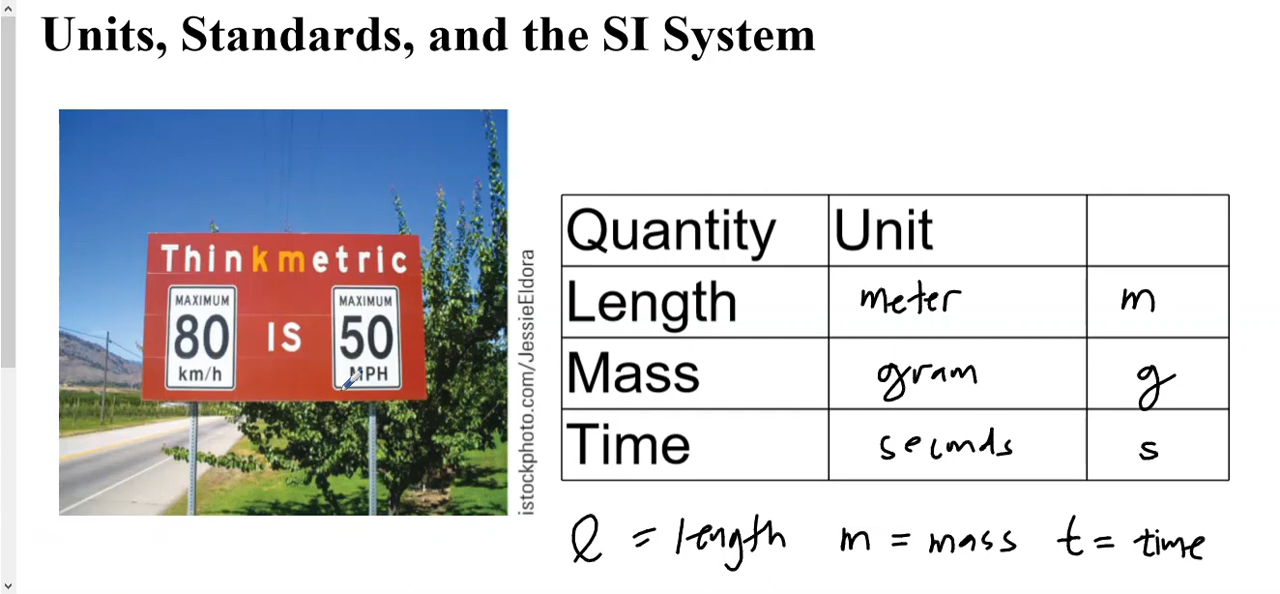 Units, Standards, and the SI System
Thinkmetric
MAXIMUM
80
km/h
IS
MAXIMUM
50
MPH
istockphoto.com/JessieEldora
Quantity Unit
Length meter m
Mass gram g
Time seconds s
l = length m = mass t = time